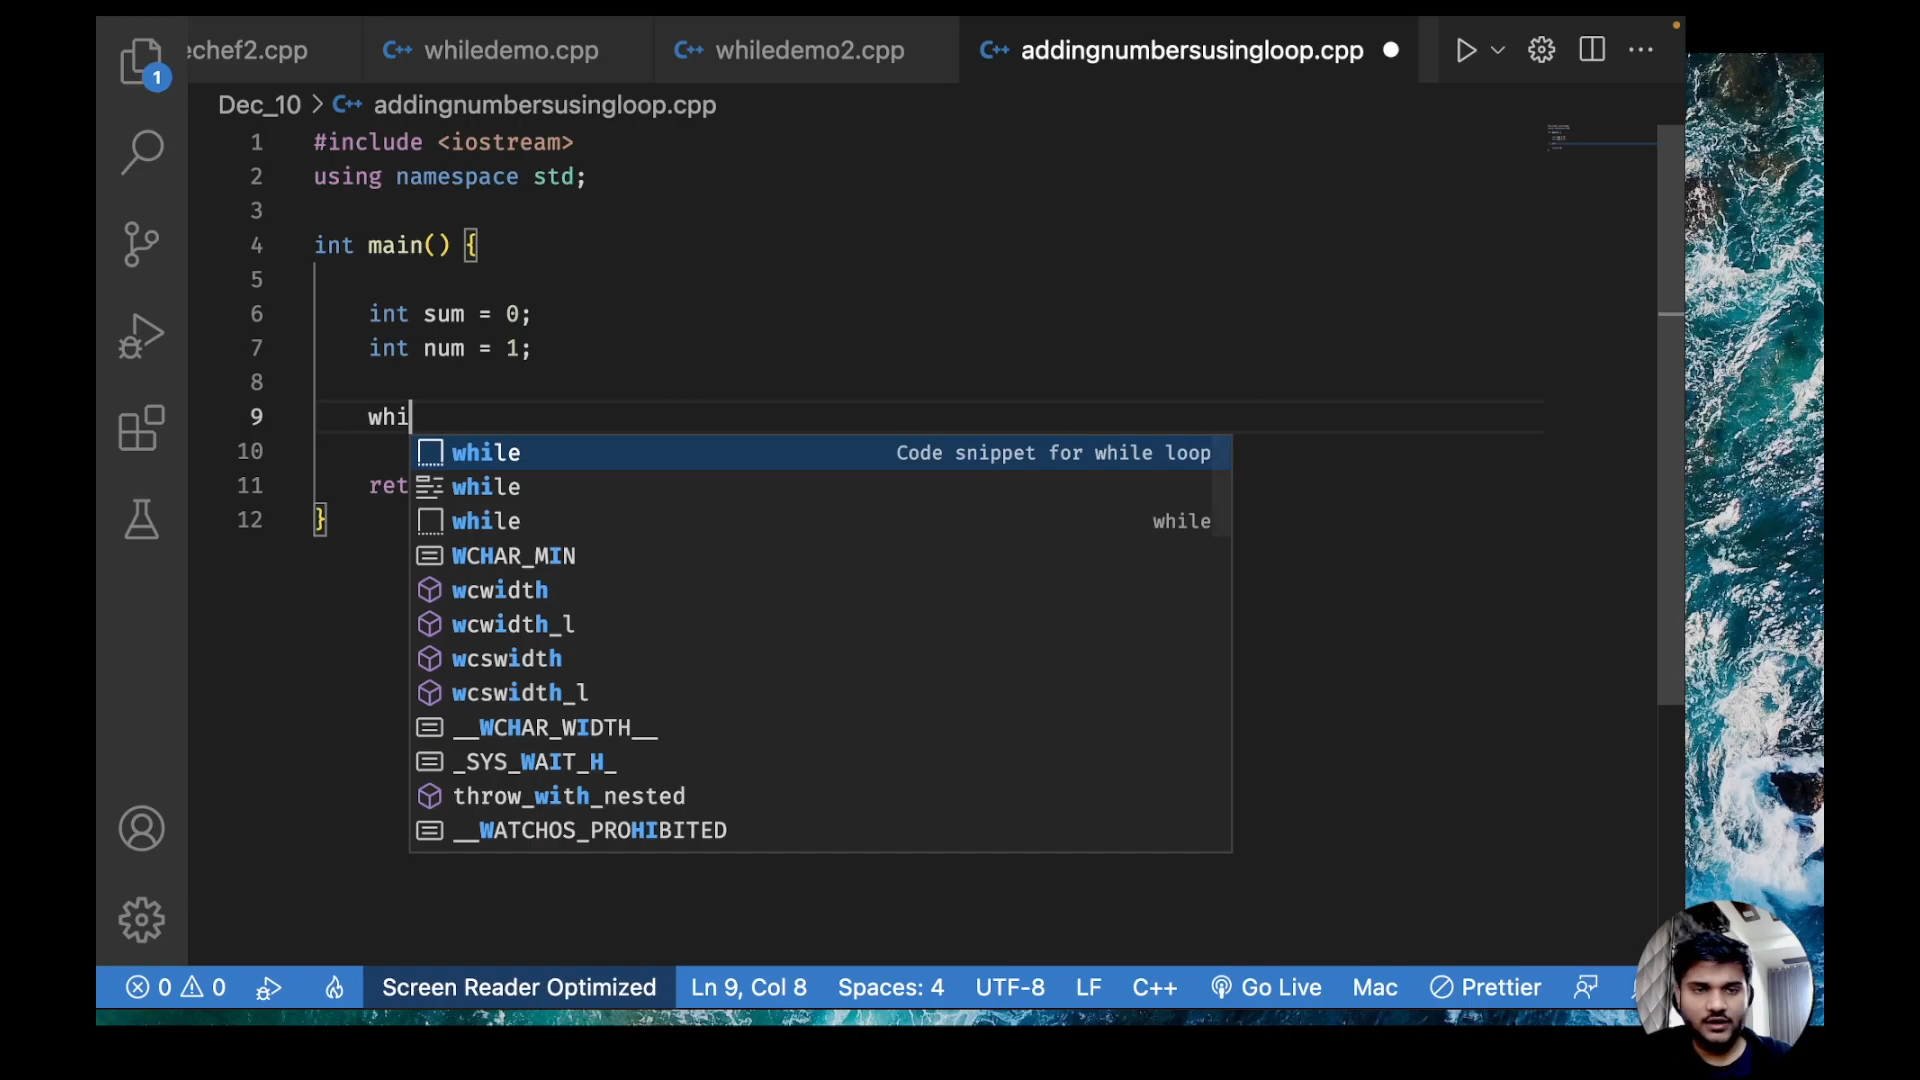 echef2.cpp
C++ whiledemo.cpp
C++ whiledemo2.cpp
C++ addingnumbersusingloop.cpp
1
Dec_10 > C++ addingnumbersusingloop.cpp
1 #include <iostream>
2 using namespace std;
3
4 int main() {
5
6 int sum = 0;
7 int num = 1;
8
9 whi
10
11 ret
12 }
while Code snippet for while loop
while
while while
WCHAR_MIN
wcwidth
wcwidth_l
wcswidth
wcswidth_l
__WCHAR_WIDTH__
_SYS_WAIT_H_
throw_with_nested
__WATCHOS_PROHIBITED
0 0 Screen Reader Optimized Ln 9, Col 8 Spaces: 4 UTF-8 LF C++ Go Live Mac Prettier